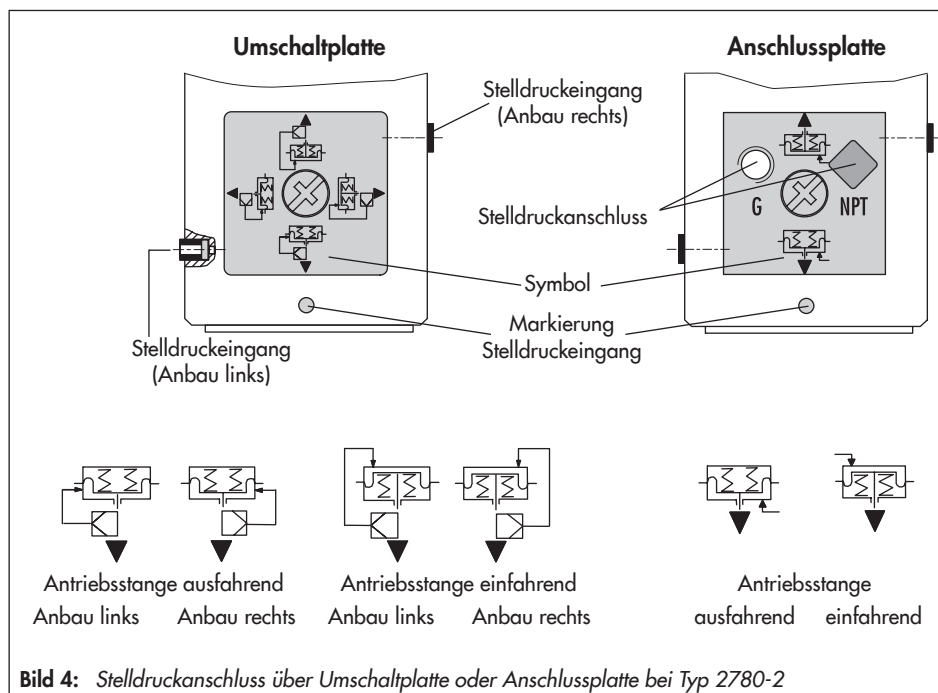 Umschaltplatte
Anschlussplatte
Stelldruckeingang
(Anbau rechts)
Stelldruckanschluss
G
NPT
Symbol
Markierung
Stelldruckeingang
Stelldruckeingang
(Anbau links)
Antriebsstange ausfahrend
Anbau links Anbau rechts
Antriebsstange einfahrend
Anbau links Anbau rechts
Antriebsstange
ausfahrend einfahrend
Bild 4: Stelldruckanschluss über Umschaltplatte oder Anschlussplatte bei Typ 2780-2